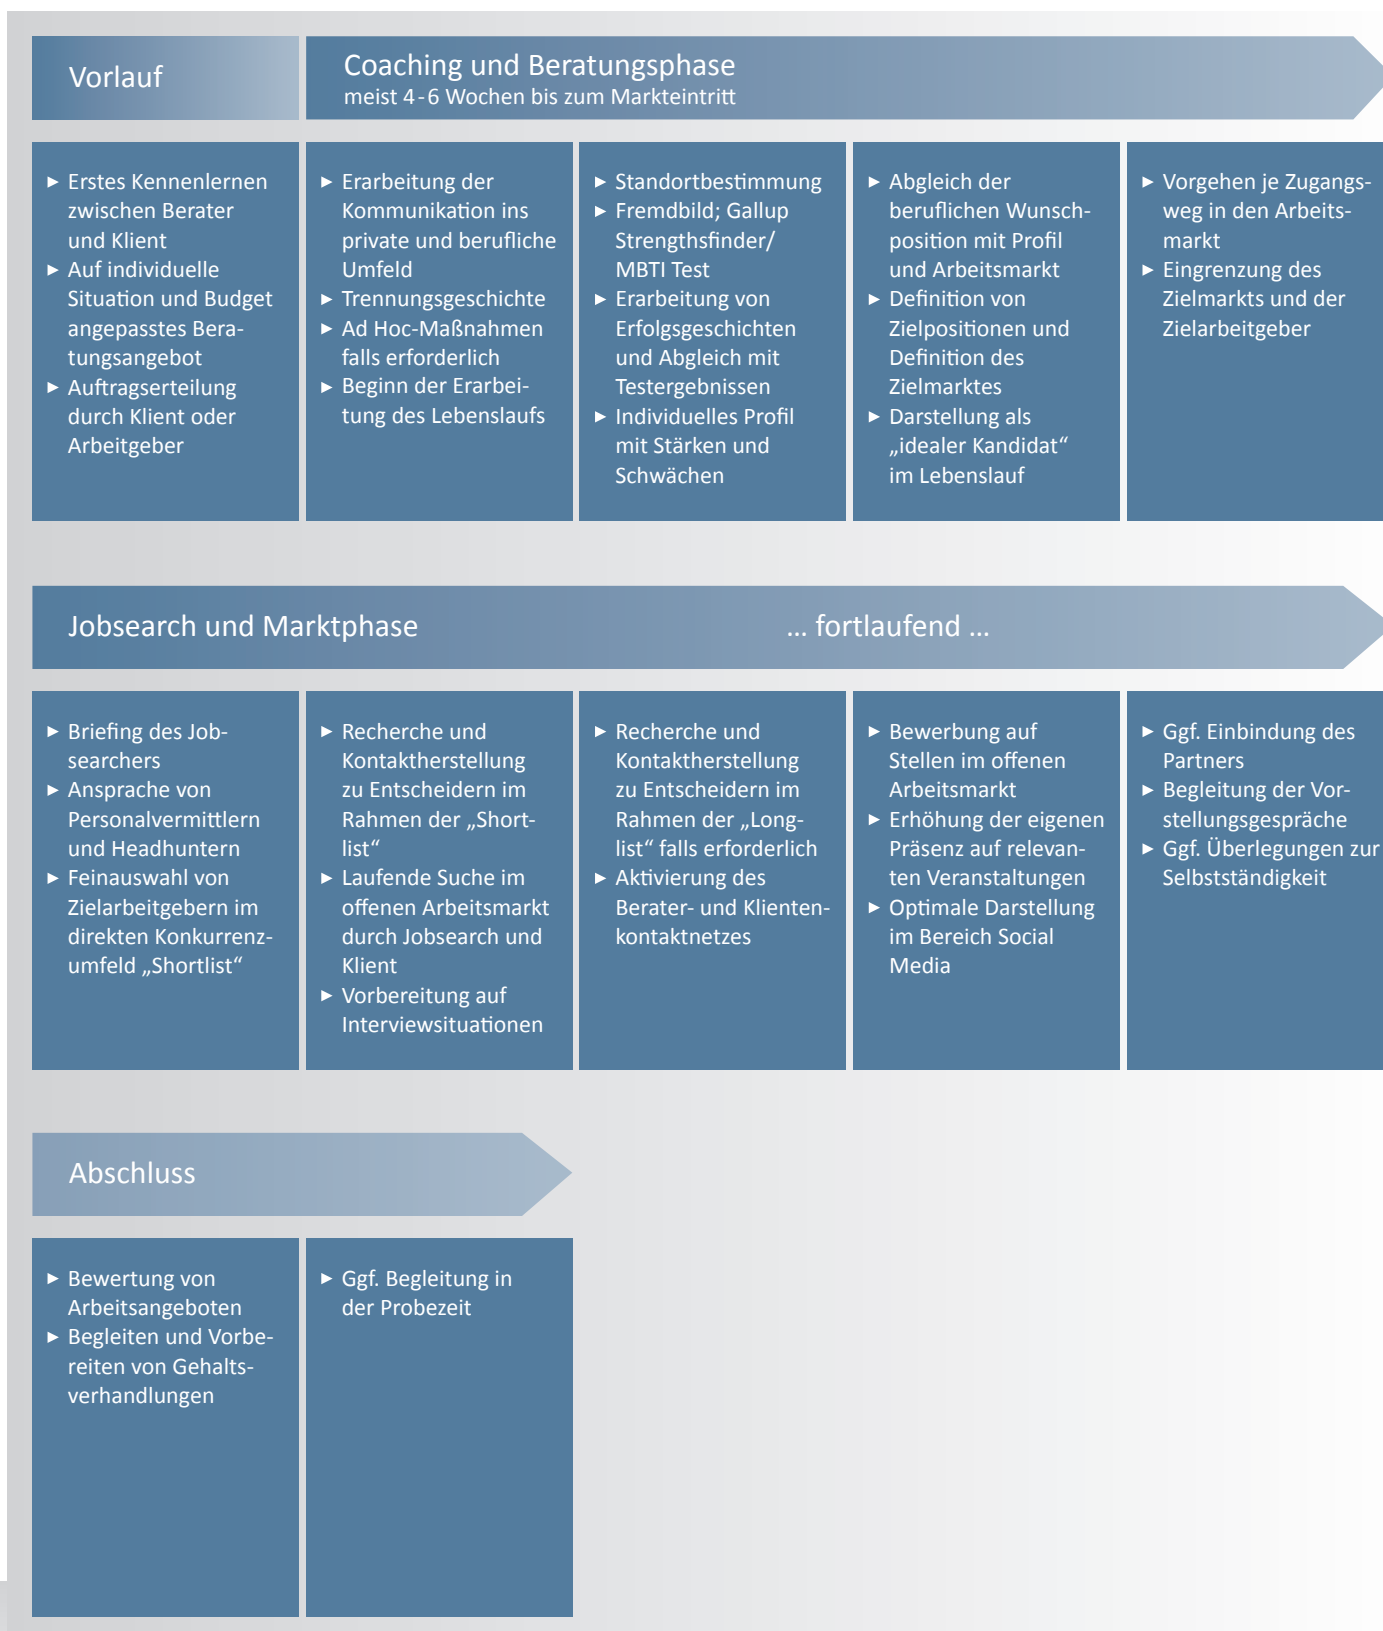 Vorlauf
Coaching und Beratungsphase
meist 4-6 Wochen bis zum Markteintritt
► Erstes Kennenlernen
zwischen Berater
und Klient
► Auf individuelle
Situation und Budget
angepasstes Bera-
tungsangebot
► Auftragserteilung
durch Klient oder
Arbeitgeber
► Erarbeitung der
Kommunikation ins
private und berufliche
Umfeld
► Trennungsgeschichte
► Ad Hoc-Maßnahmen
falls erforderlich
► Beginn der Erarbei-
tung des Lebenslaufs
► Standortbestimmung
► Fremdbild; Gallup
Strengthsfinder/
MBTI Test
► Erarbeitung von
Erfolgsgeschichten
und Abgleich mit
Testergebnissen
► Individuelles Profil
mit Stärken und
Schwächen
► Abgleich der
beruflichen Wunsch-
position mit Profil
und Arbeitsmarkt
► Definition von
Zielpositionen und
Definition des
Zielmarktes
► Darstellung als
„idealer Kandidat“
im Lebenslauf
► Vorgehen je Zugangs-
weg in den Arbeits-
markt
► Eingrenzung des
Zielmarkts und der
Zielarbeitgeber
Jobsearch und Marktphase
... fortlaufend ...
► Briefing des Job-
searchers
► Ansprache von
Personalvermittlern
und Headhuntern
► Feinauswahl von
Zielarbeitgebern im
direkten Konkurrenz-
umfeld „Shortlist“
► Recherche und
Kontaktherstellung
zu Entscheidern im
Rahmen der „Short-
list“
► Laufende Suche im
offenen Arbeitsmarkt
durch Jobsearch und
Klient
► Vorbereitung auf
Interviewsituationen
► Recherche und
Kontaktherstellung
zu Entscheidern im
Rahmen der „Long-
list“ falls erforderlich
► Aktivierung des
Berater- und Klienten-
kontaktnetzes
► Bewerbung auf
Stellen im offenen
Arbeitsmarkt
► Erhöhung der eigenen
Präsenz auf relevan-
ten Veranstaltungen
► Optimale Darstellung
im Bereich Social
Media
► Ggf. Einbindung des
Partners
► Begleitung der Vor-
stellungsgespräche
► Ggf. Überlegungen zur
Selbstständigkeit
Abschluss
► Bewertung von
Arbeitsangeboten
► Begleiten und Vorbe-
reiten von Gehalts-
verhandlungen
► Ggf. Begleitung in
der Probezeit